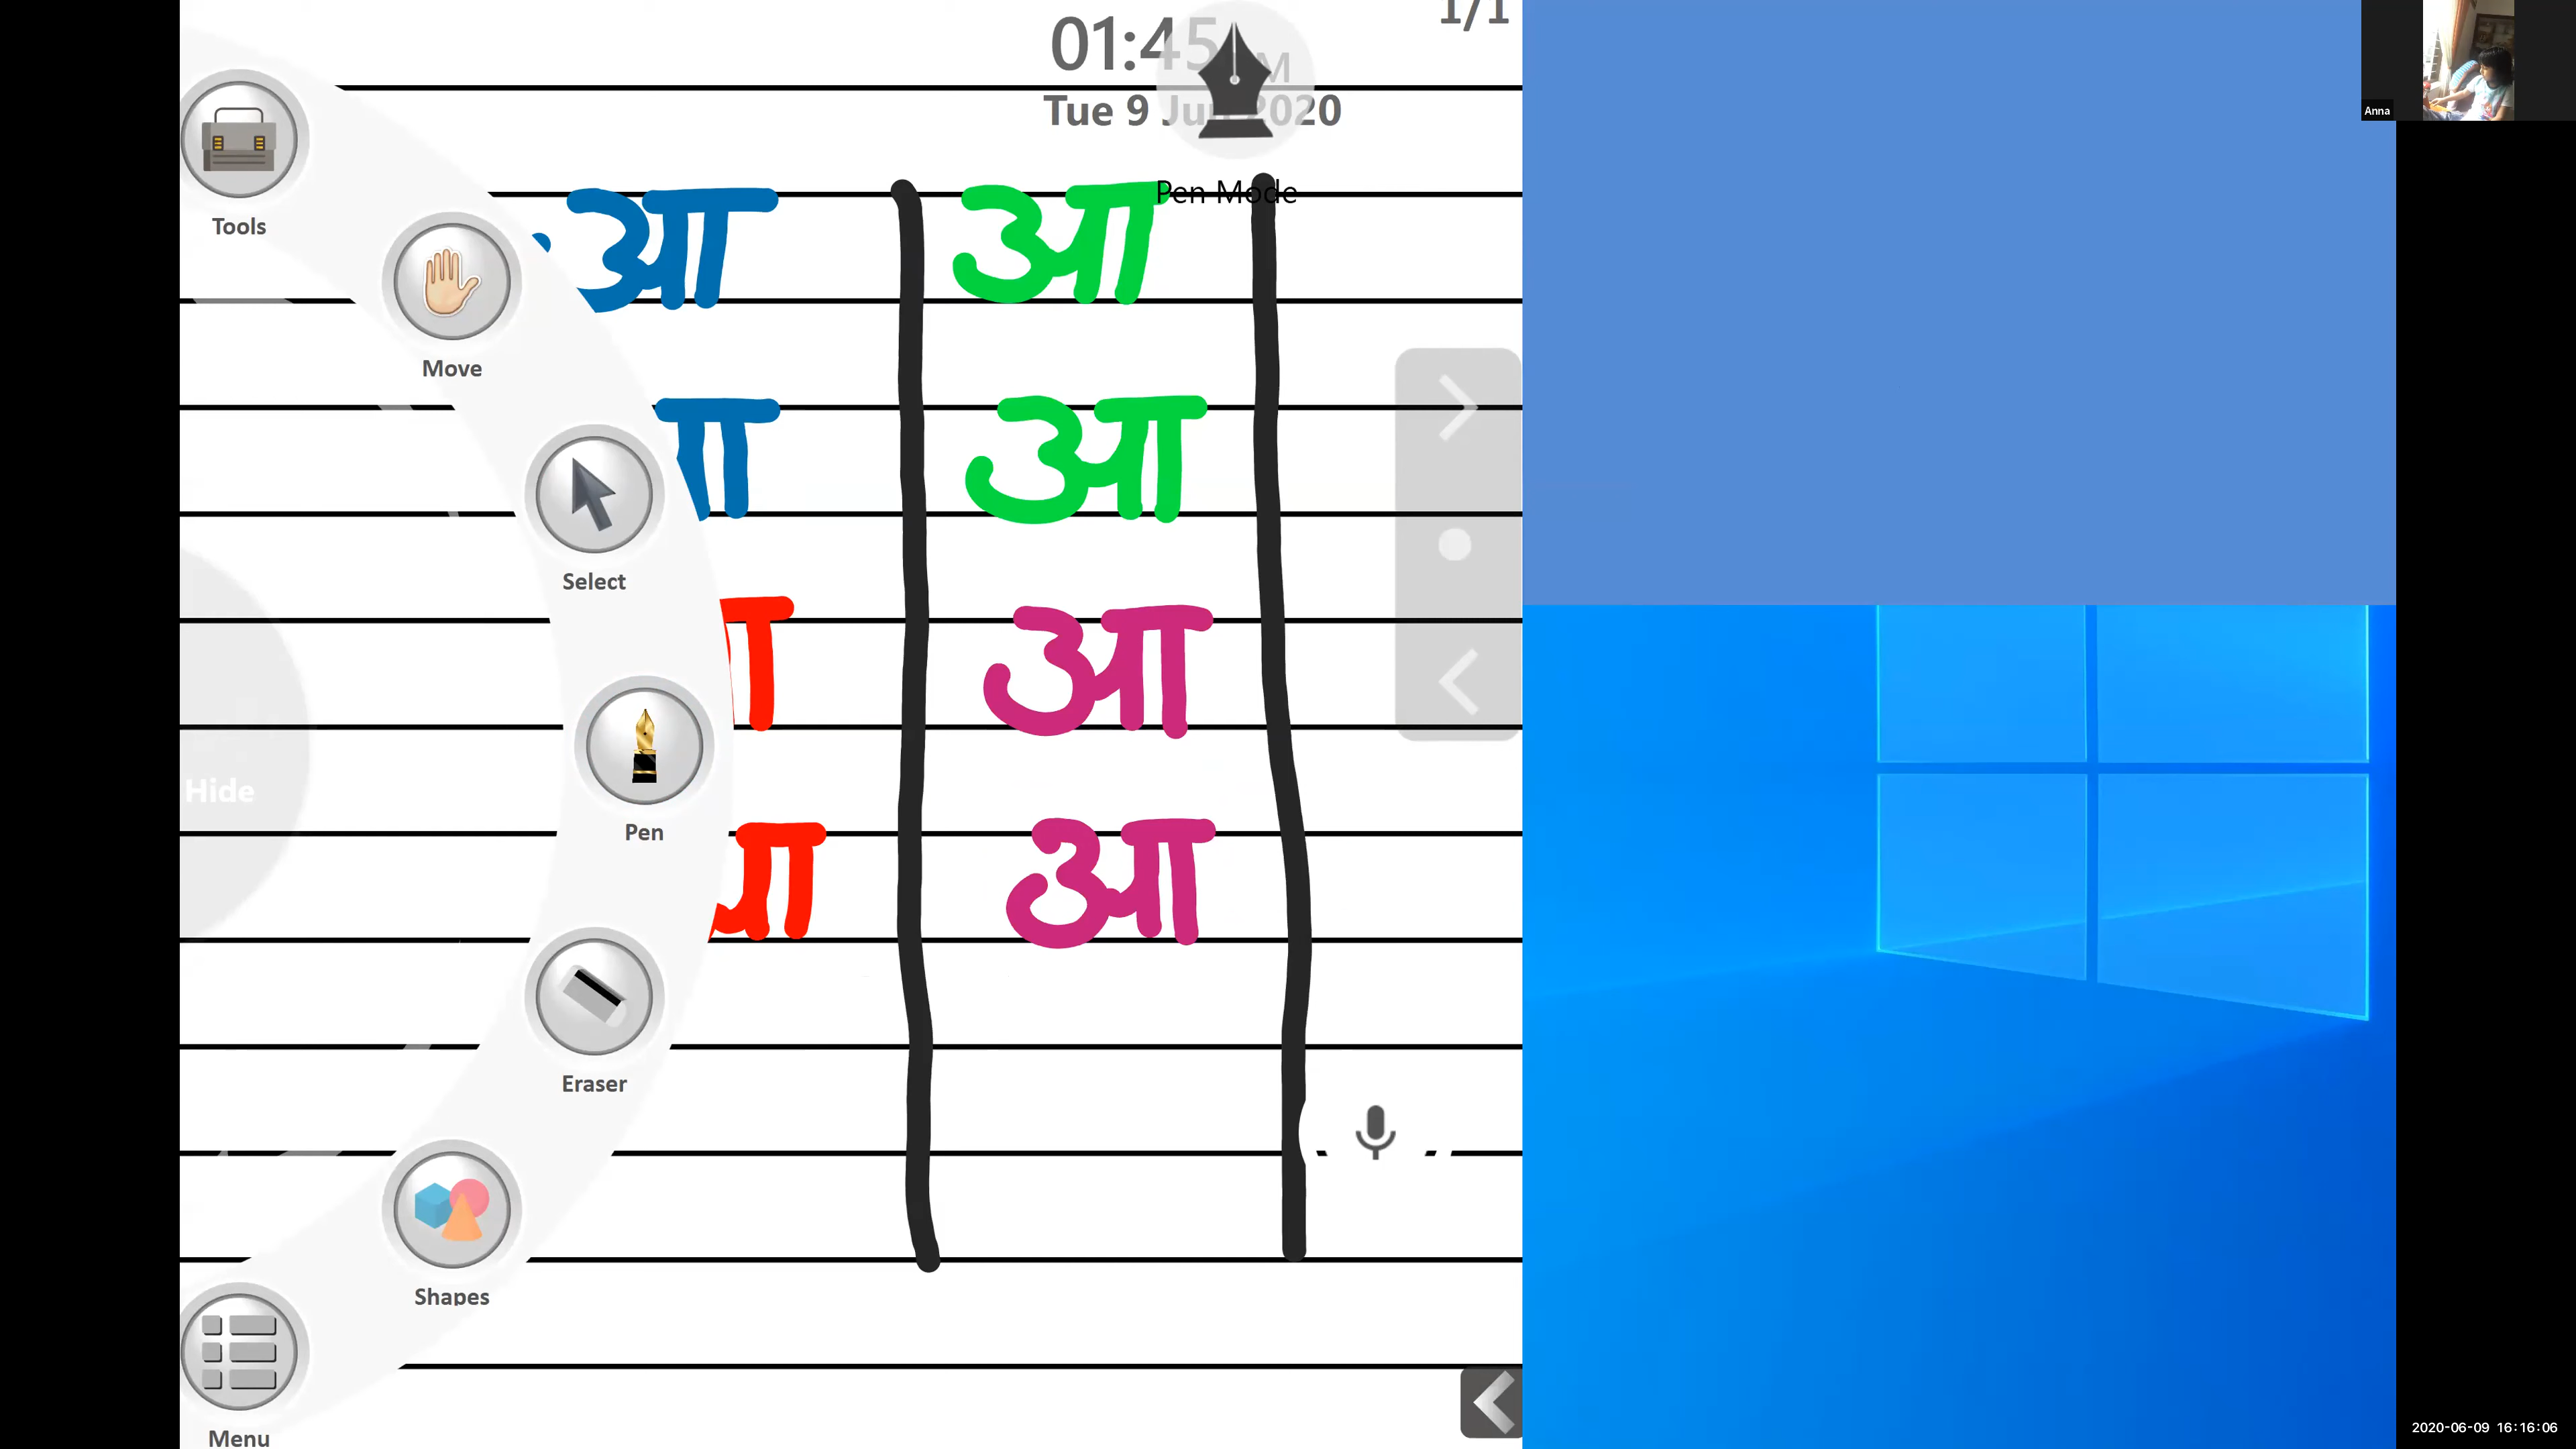 1/1
01:45 M
Tue 9 Jun 2020
Pen Mode
Anna
Tools
Move
Select
Hide
Pen
Eraser
Shapes
Menu
आ आ
आ
आ
आ
2020-06-09 16:16:06